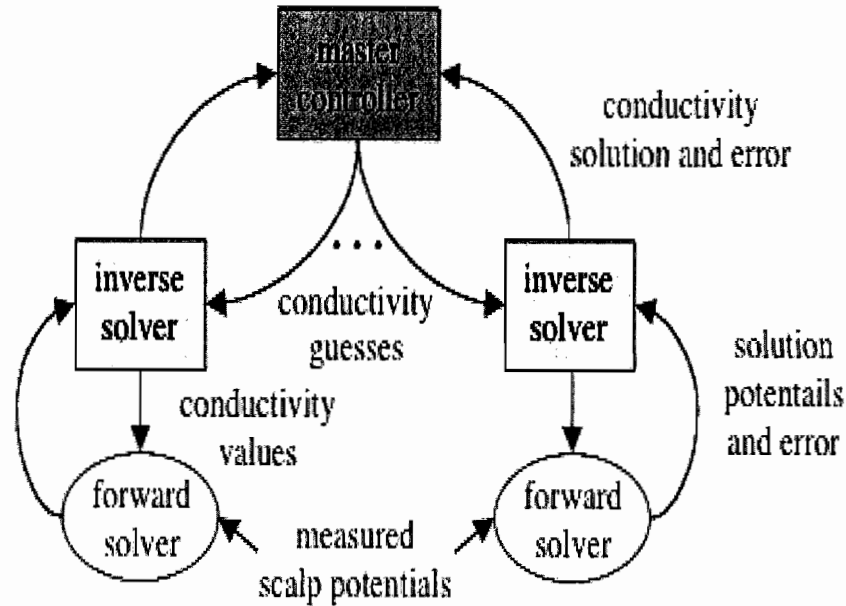 master
controller
conductivity
solution and error
inverse
solver
conductivity
guesses
inverse
solver
solution
potentails
and error
conductivity
values
forward
solver
measured
scalp potentials
forward
solver